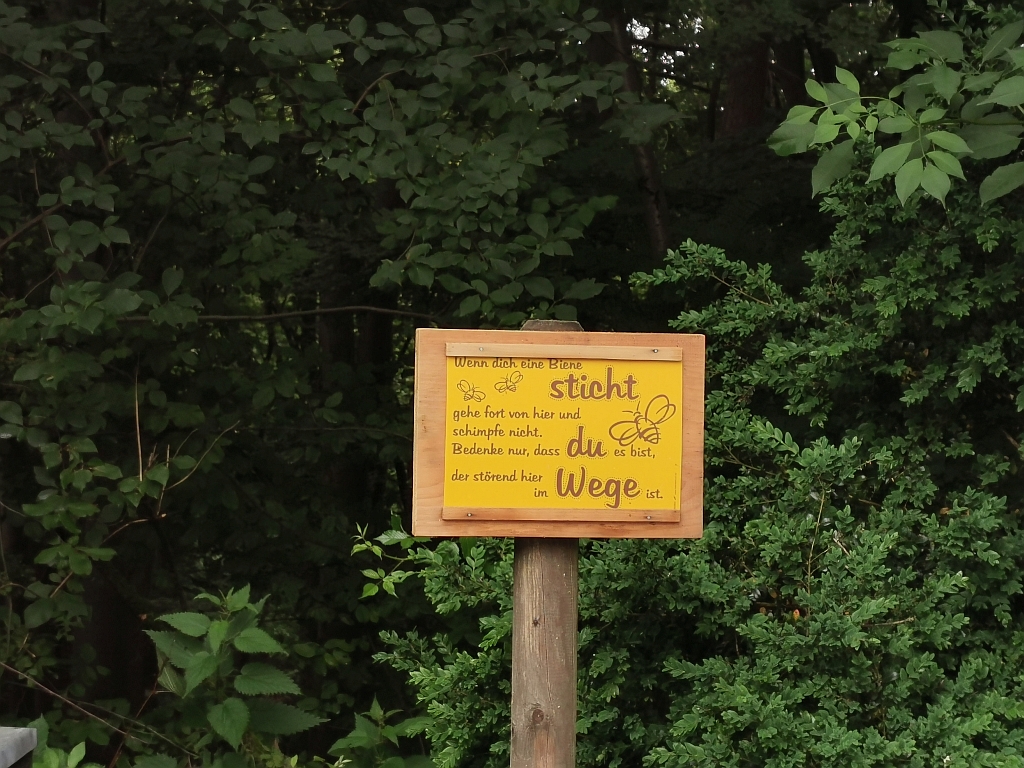 Wenn dich eine Biene
sticht
gehe fort von hier und
schimpfe nicht.
Bedenke nur, dass du es bist,
der störend hier
im Wege ist.